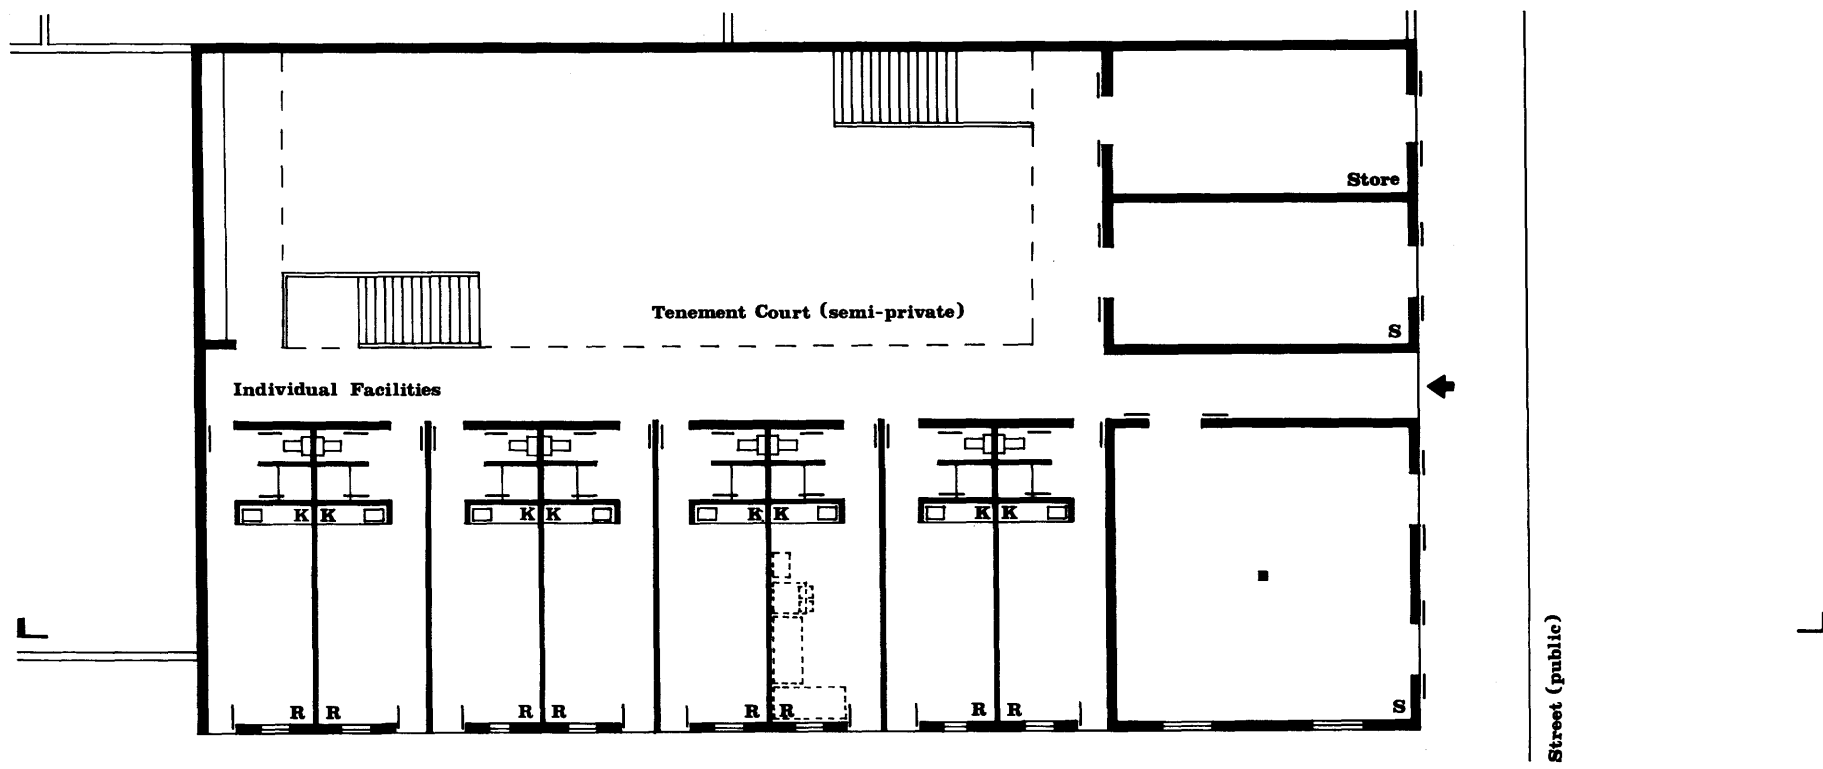 Store
S
Tenement Court (semi-private)
Individual Facilities
K K K K K K K K
R R R R R R R R
S
Street (public)